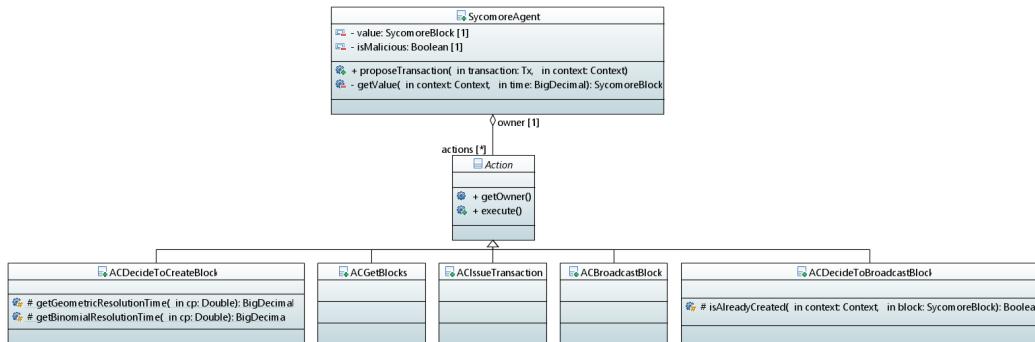 SycomoreAgent
- value: SycomoreBlock [1]
- isMalicious: Boolean [1]
+ proposeTransaction( in transaction: Tx, in context: Context)
- getValue( in context: Context, in time: BigDecimal): SycomoreBlock
owner [1]
actions [*]
Action
+ getOwner()
+ execute()
ACDecideToCreateBlock
# getGeometricResolutionTime( in cp: Double): BigDecimal
# getBinomialResolutionTime( in cp: Double): BigDecima
ACGetBlocks
ACIssueTransaction
ACBroadcastBlock
ACDecideToBroadcastBlock
# isAlreadyCreated( in context: Context, in block: SycomoreBlock): Boolea